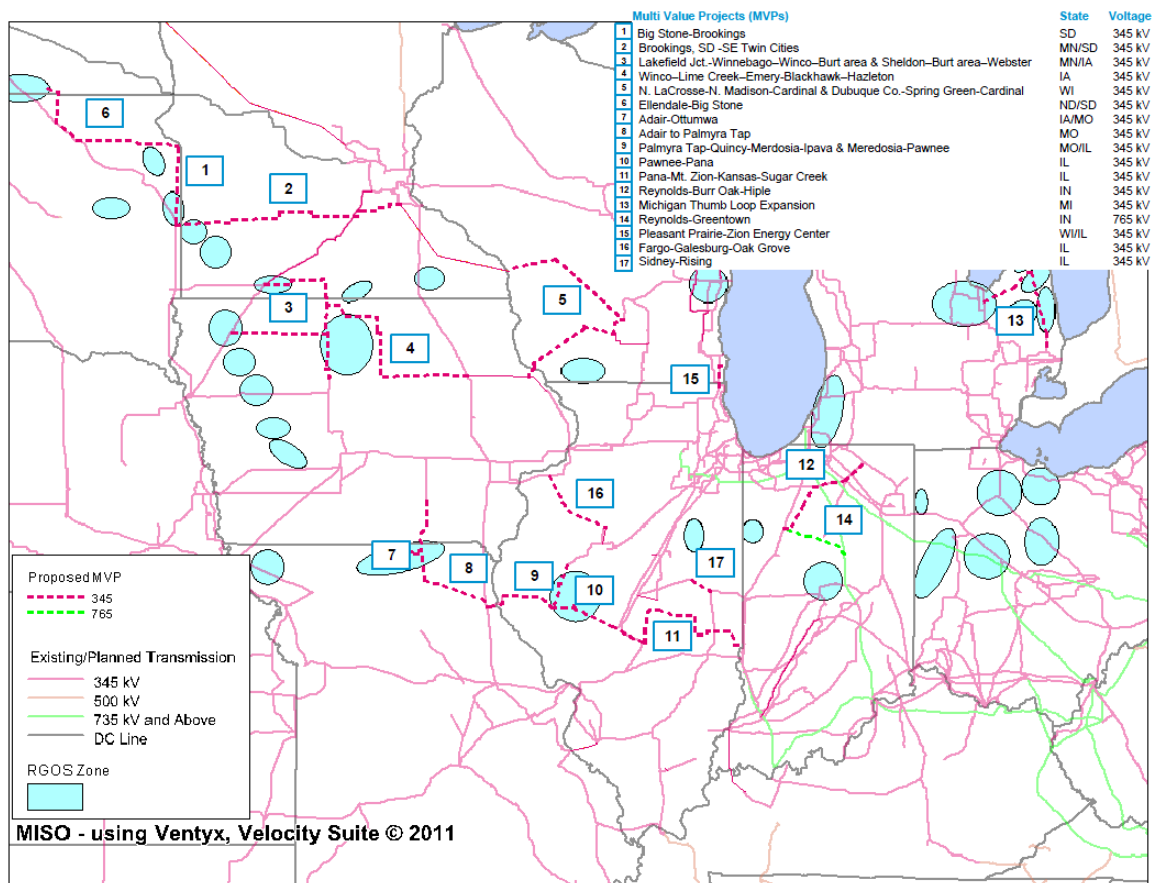 Multi Value Projects (MVPs) State Voltage
1 Big Stone-Brookings SD 345 kV
2 Brookings, SD -SE Twin Cities MN/SD 345 kV
3 Lakefield Jct.-Winnebago–Winco–Burt area & Sheldon–Burt area–Webster MN/IA 345 kV
4 Winco–Lime Creek–Emery–Blackhawk–Hazleton IA 345 kV
5 N. LaCrosse-N. Madison-Cardinal & Dubuque Co.-Spring Green-Cardinal WI 345 kV
6 Ellendale-Big Stone ND/SD 345 kV
7 Adair-Ottumwa IA/MO 345 kV
8 Adair to Palmyra Tap MO 345 kV
9 Palmyra Tap-Quincy-Merdosia-Ipava & Meredosia-Pawnee MO/IL 345 kV
10 Pawnee-Pana IL 345 kV
11 Pana-Mt. Zion-Kansas-Sugar Creek IL 345 kV
12 Reynolds-Burr Oak-Hiple IN 345 kV
13 Michigan Thumb Loop Expansion MI 345 kV
14 Reynolds-Greentown IN 765 kV
15 Pleasant Prairie-Zion Energy Center WI/IL 345 kV
16 Fargo-Galesburg-Oak Grove IL 345 kV
17 Sidney-Rising IL 345 kV
6
1
2
3
5
13
4
15
12
16
14
7
8
9
10
17
11
Proposed MVP
345
765
Existing/Planned Transmission
345 kV
500 kV
735 kV and Above
DC Line
RGOS Zone
MISO - using Ventyx, Velocity Suite © 2011